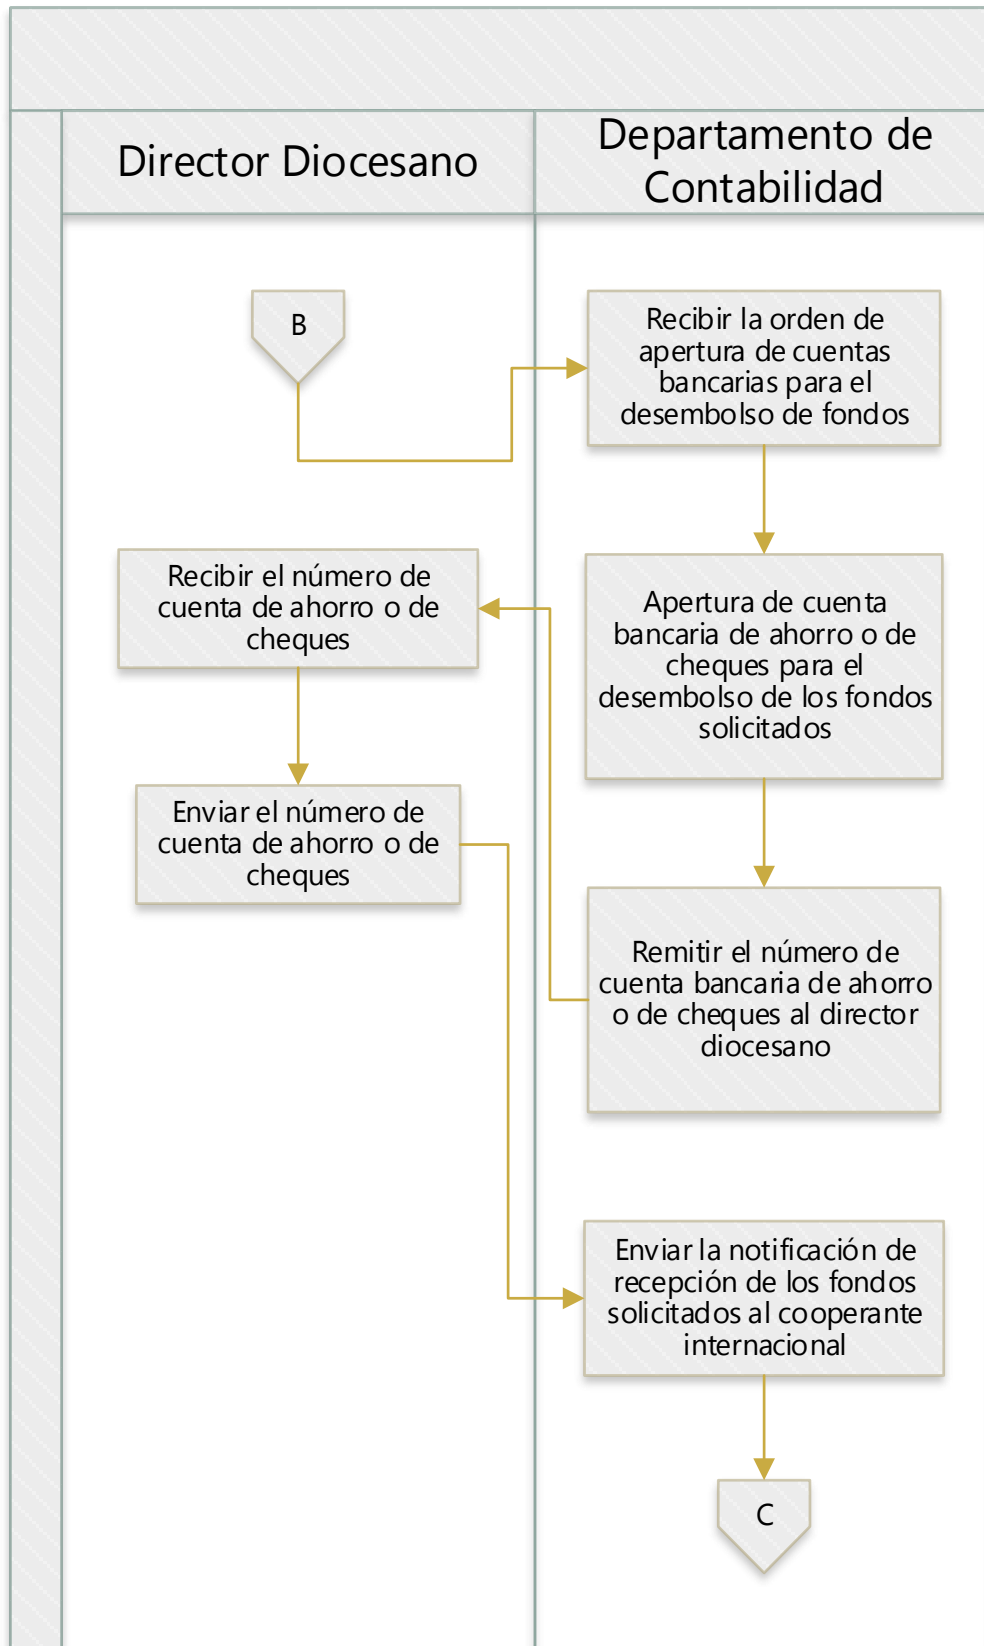 Director Diocesano
Departamento de
Contabilidad
B
Recibir la orden de
apertura de cuentas
bancarias para el
desembolso de fondos
Recibir el número de
cuenta de ahorro o de
cheques
Apertura de cuenta
bancaria de ahorro o de
cheques para el
desembolso de los fondos
solicitados
Enviar el número de
cuenta de ahorro o de
cheques
Remitir el número de
cuenta bancaria de ahorro
o de cheques al director
diocesano
Enviar la notificación de
recepción de los fondos
solicitados al cooperante
internacional
C